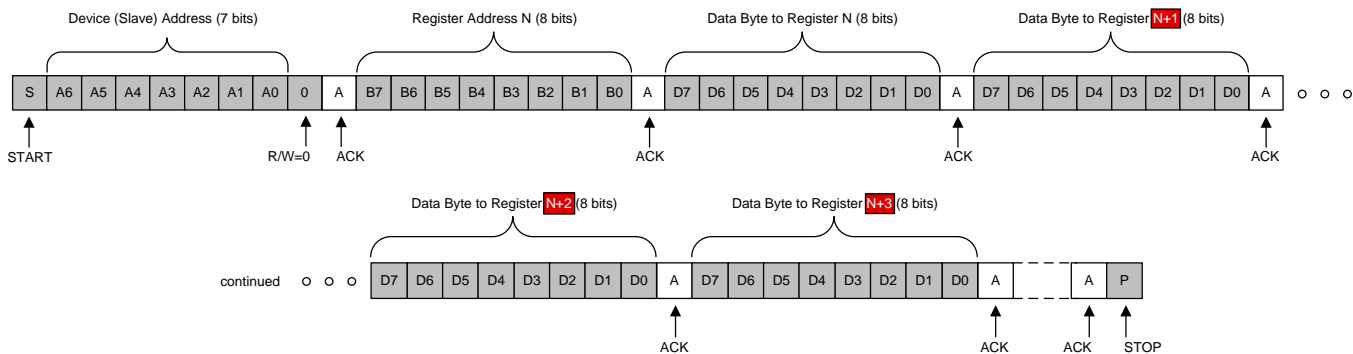 Device (Slave) Address (7 bits) Register Address N (8 bits) Data Byte to Register N (8 bits) Data Byte to Register N+1 (8 bits)
S A6 A5 A4 A3 A2 A1 A0 0 A B7 B6 B5 B4 B3 B2 B1 B0 A D7 D6 D5 D4 D3 D2 D1 D0 A D7 D6 D5 D4 D3 D2 D1 D0 A
START R/W=0 ACK ACK ACK ACK
Data Byte to Register N+2 (8 bits) Data Byte to Register N+3 (8 bits)
continued D7 D6 D5 D4 D3 D2 D1 D0 A D7 D6 D5 D4 D3 D2 D1 D0 A A P
ACK ACK ACK STOP